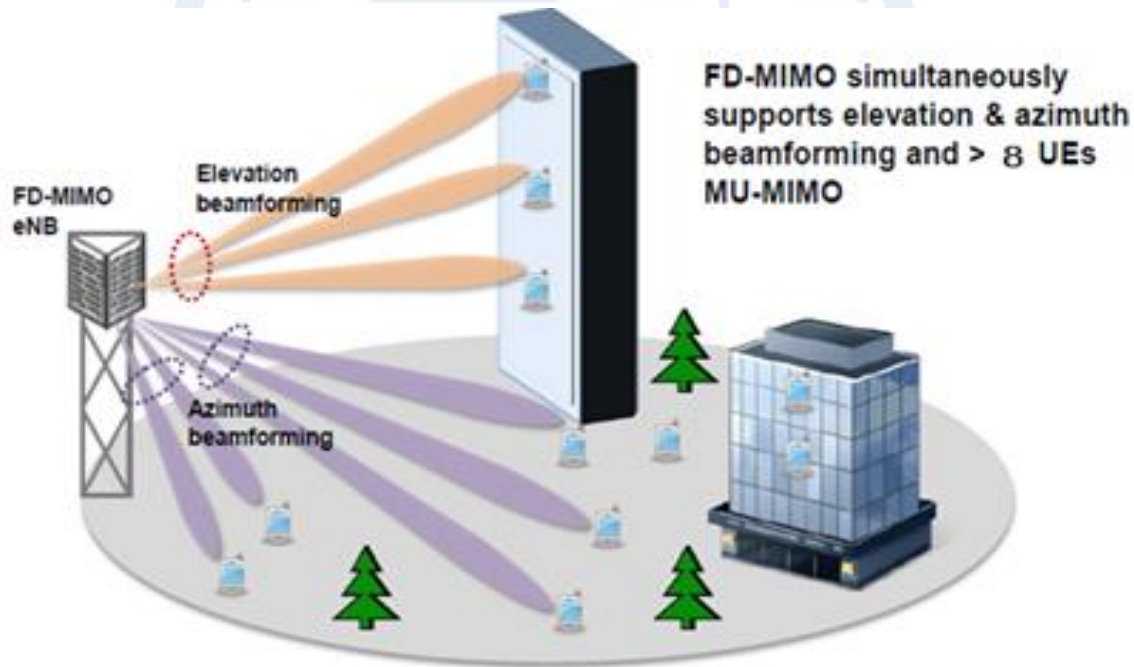 FD-MIMO simultaneously
supports elevation & azimuth
beamforming and > 8 UEs
MU-MIMO
Elevation
beamforming
FD-MIMO
eNB
Azimuth
beamforming